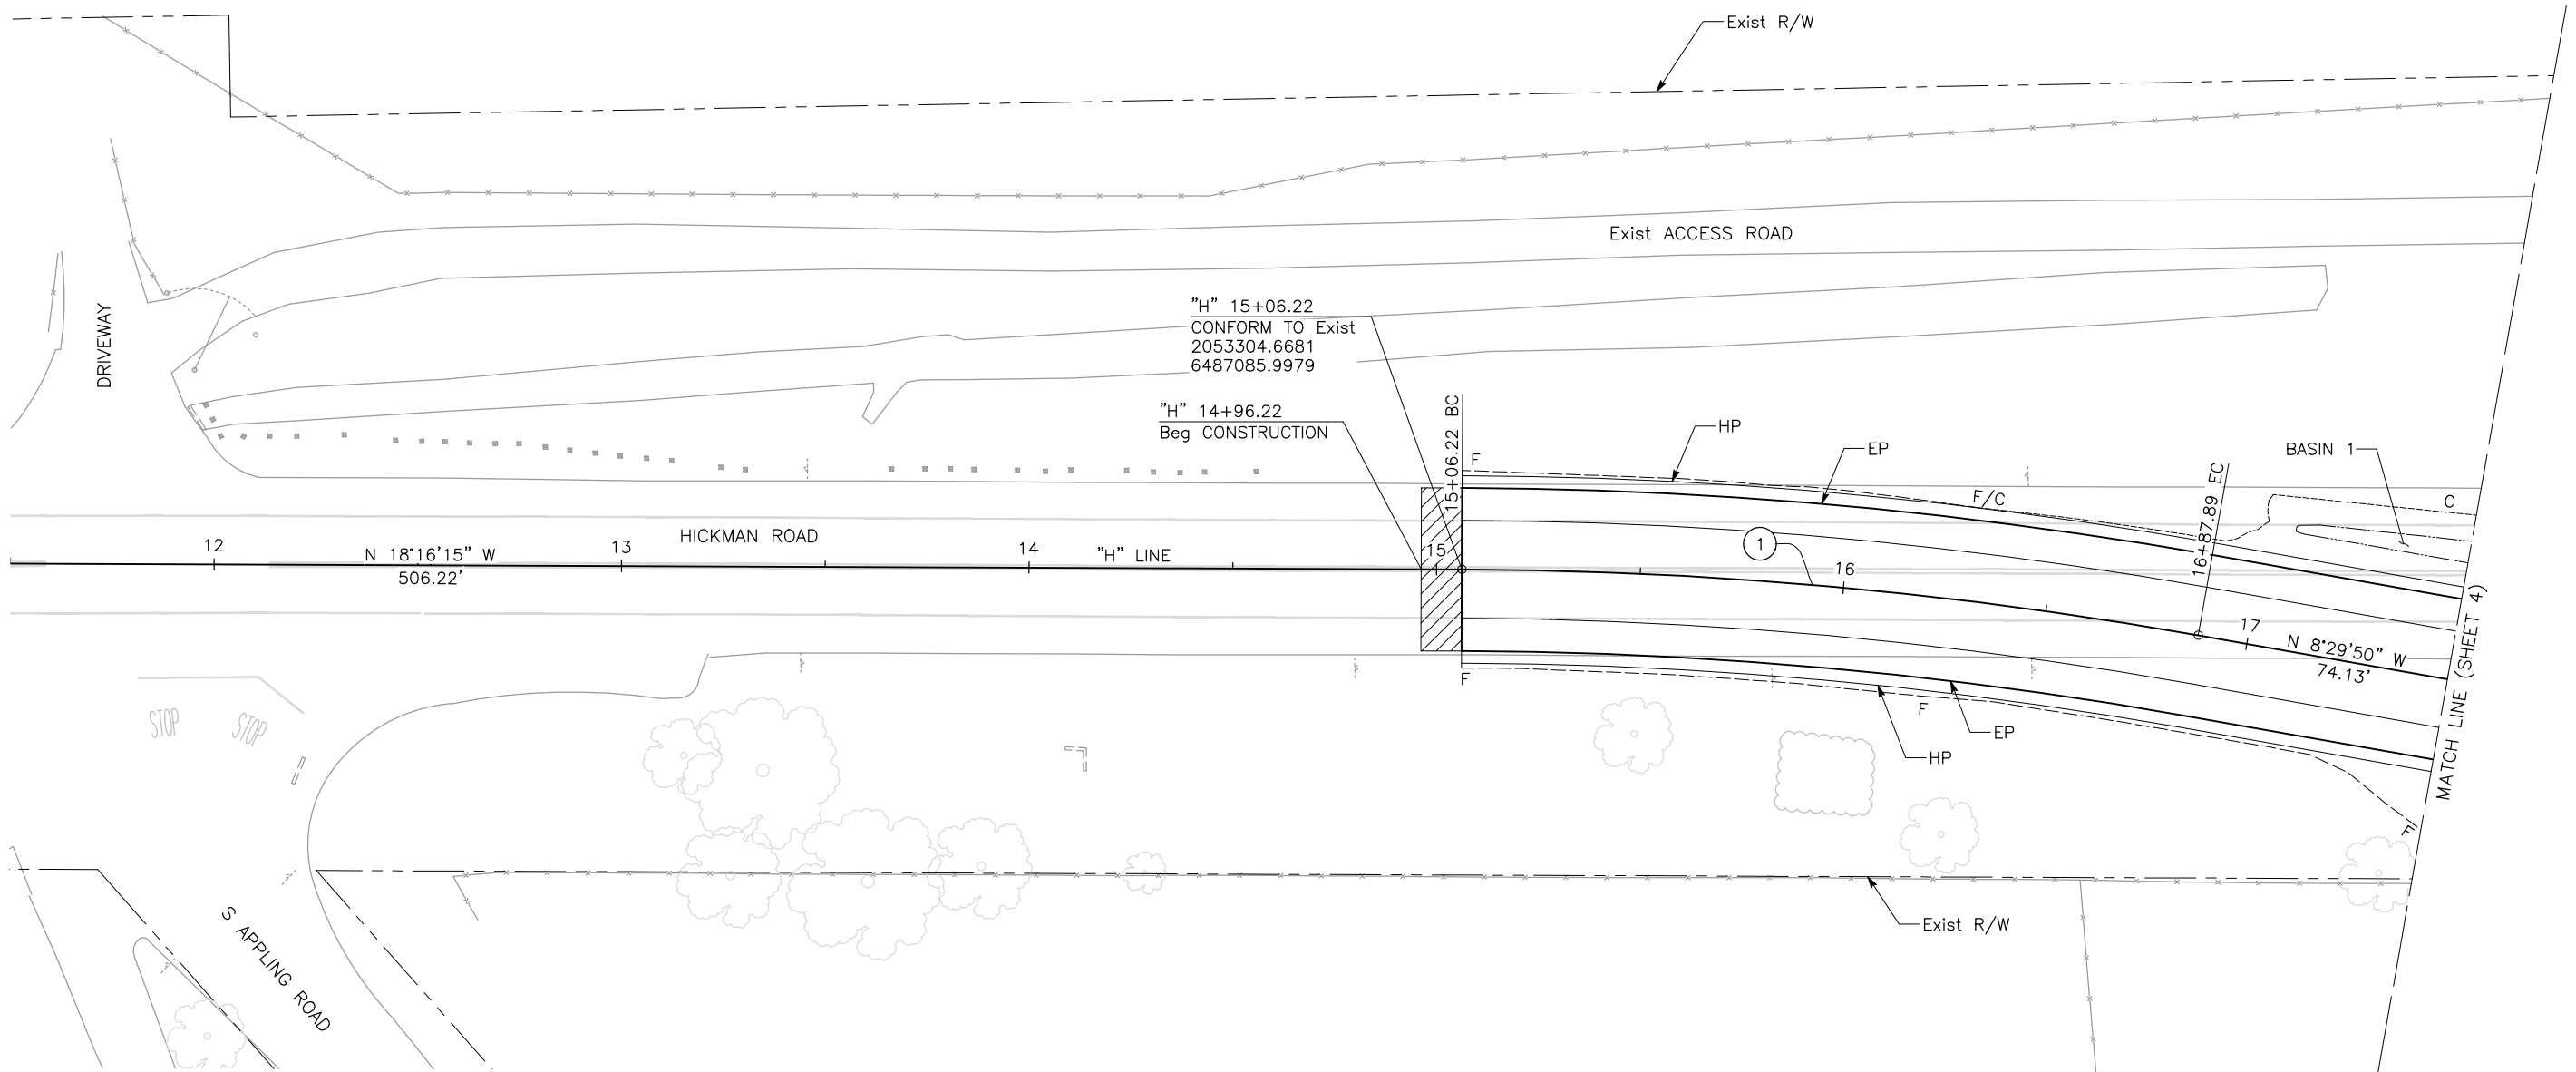 Exist R/W
Exist ACCESS ROAD
DRIVEWAY
"H" 15+06.22
CONFORM TO Exist
2053304.6681
6487085.9979
"H" 14+96.22
Beg CONSTRUCTION
15+06.22 BC
F
HP
EP
F/C
BASIN 1
C
16+87.89 EC
HICKMAN ROAD
12
N 18°16'15" W
506.22'
13
14
"H" LINE
15
1
16
17
N 8°29'50" W
74.13'
MATCH LINE (SHEET 4)
F
F
EP
HP
F
STOP
STOP
Exist R/W
S APPLING ROAD